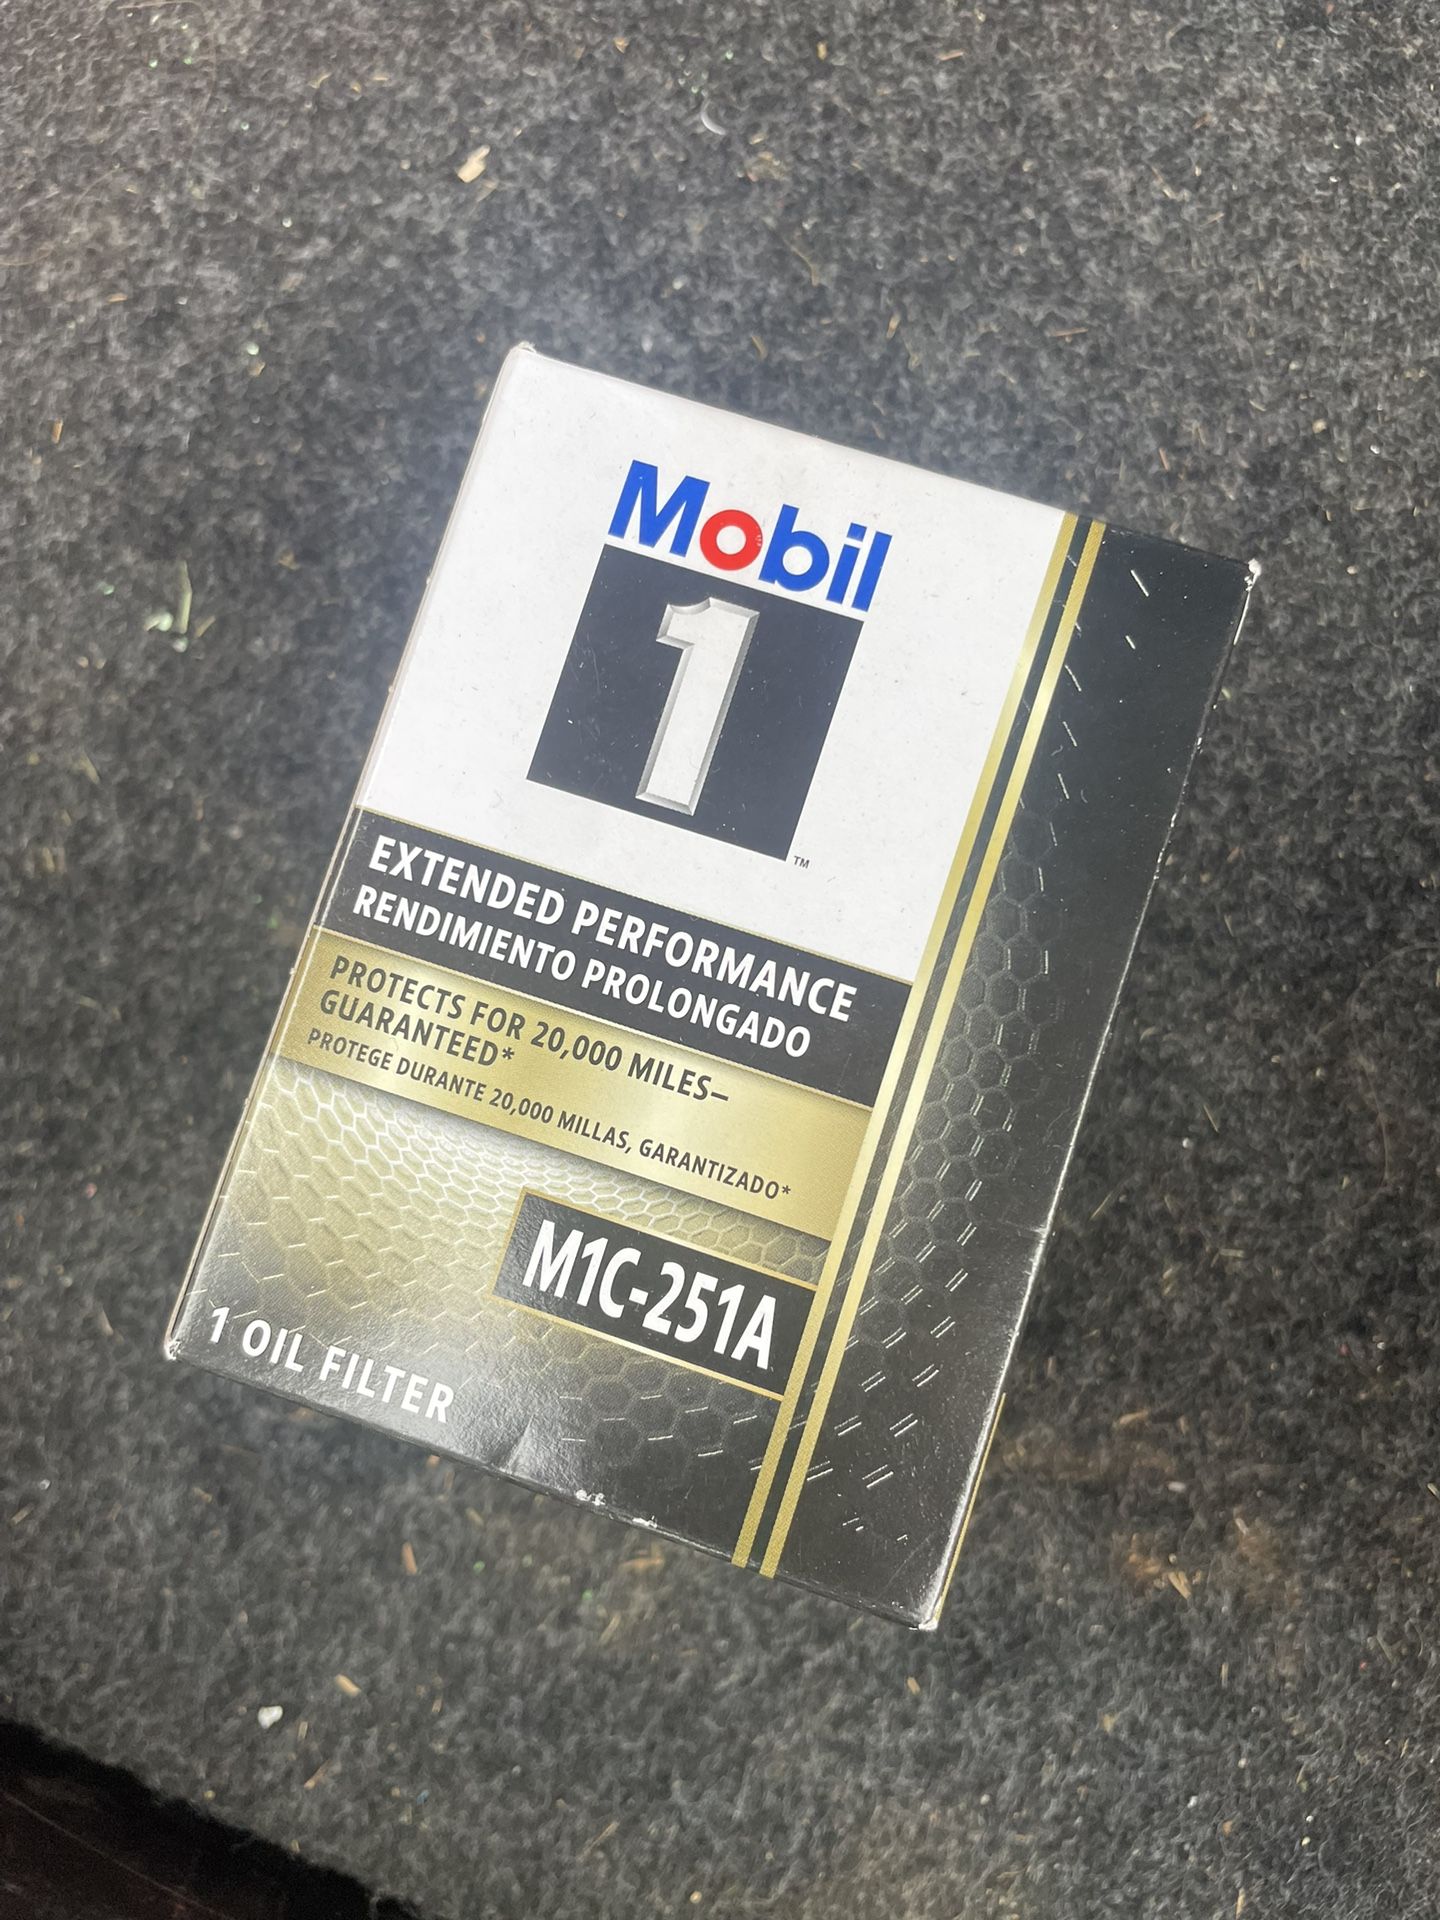 Mobil
1
™
EXTENDED PERFORMANCE
RENDIMIENTO PROLONGADO
PROTECTS FOR 20,000 MILES–
GUARANTEED*
PROTEGE DURANTE 20,000 MILLAS, GARANTIZADO*
M1C-251A
1 OIL FILTER